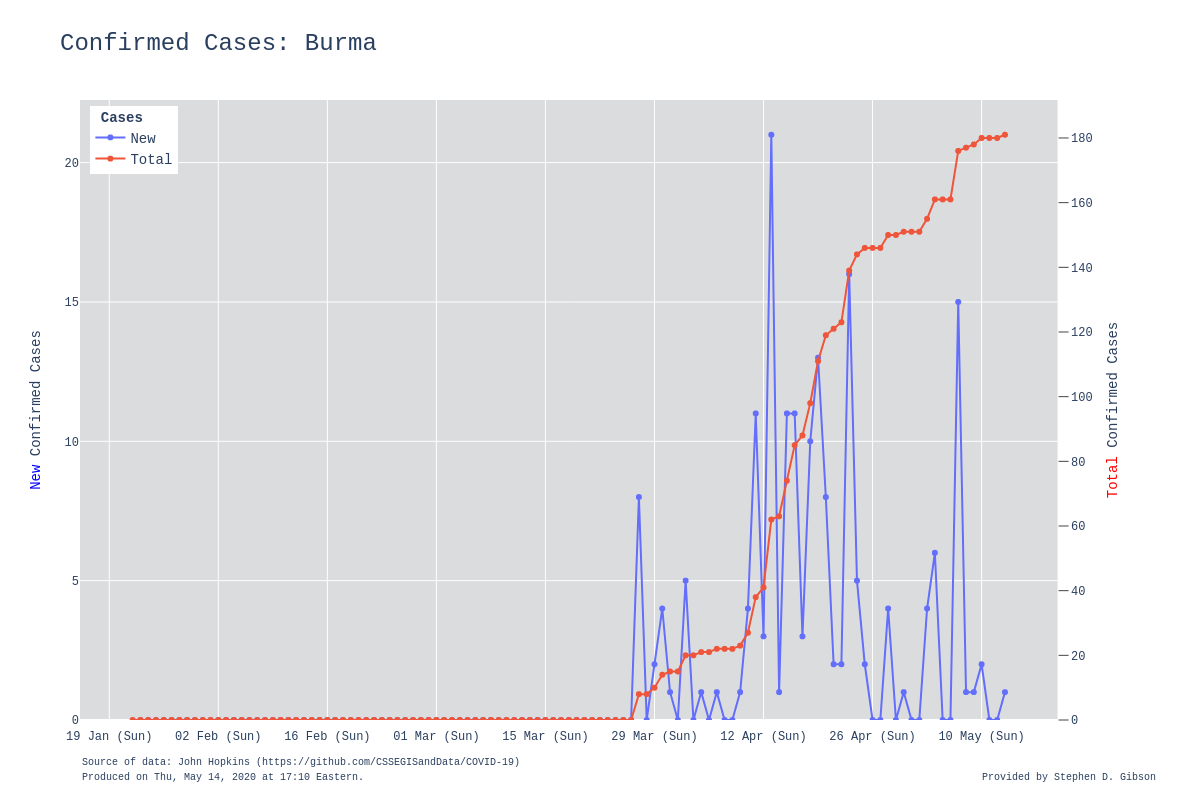 Confirmed Cases: Burma
Cases
New
Total
20
15
10
5
0
180
160
140
120
100
80
60
40
20
0
New Confirmed Cases
Total Confirmed Cases
19 Jan (Sun) 02 Feb (Sun) 16 Feb (Sun) 01 Mar (Sun) 15 Mar (Sun) 29 Mar (Sun) 12 Apr (Sun) 26 Apr (Sun) 10 May (Sun)
Source of data: John Hopkins (https://github.com/CSSEGISandData/COVID-19)
Produced on Thu, May 14, 2020 at 17:10 Eastern.
Provided by Stephen D. Gibson